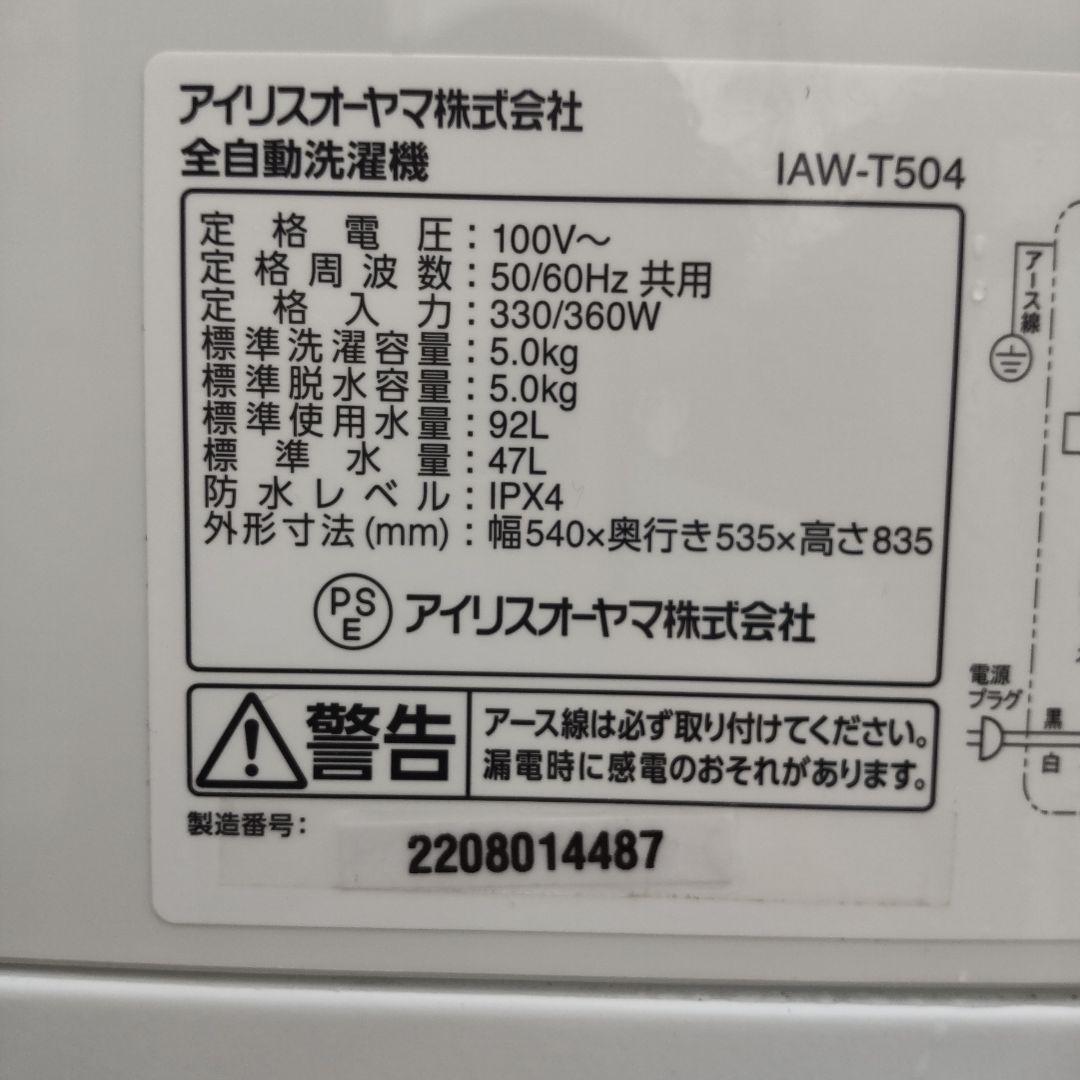 アイリスオーヤマ株式会社
全自動洗濯機 IAW-T504
定格電圧：100V～
定格周波数：50/60Hz 共用
定格入力：330/360W
標準洗濯容量：5.0kg
標準脱水容量：5.0kg
標準使用水量：92L
標準水量：47L
防水レベル：IPX4
外形寸法(mm)：幅540×奥行き535×高さ835
PSE アイリスオーヤマ株式会社
警告
アース線は必ず取り付けてください。
漏電時に感電のおそれがあります。
製造番号：
2208014487
アース線
電源
プラグ
黒
白